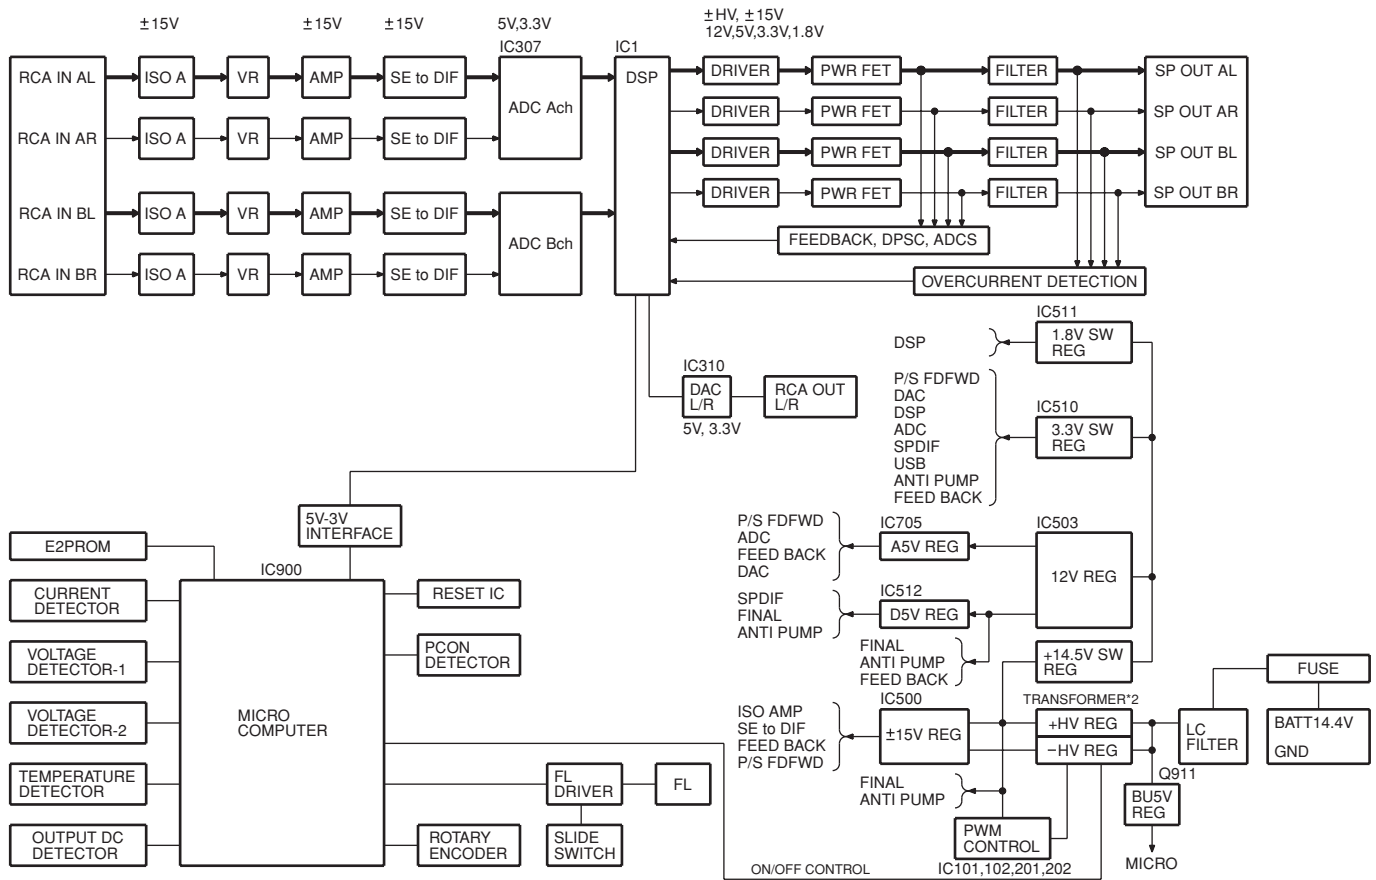 ±15V ±15V ±15V 5V,3.3V ±HV, ±15V
12V,5V,3.3V,1.8V
IC307 IC1
RCA IN AL ISO A VR AMP SE to DIF DSP DRIVER PWR FET FILTER SP OUT AL
ADC Ach
DRIVER PWR FET FILTER SP OUT AR
RCA IN AR ISO A VR AMP SE to DIF
DRIVER PWR FET FILTER SP OUT BL
DRIVER PWR FET FILTER SP OUT BR
RCA IN BL ISO A VR AMP SE to DIF
ADC Bch
FEEDBACK, DPSC, ADCS
RCA IN BR ISO A VR AMP SE to DIF
OVERCURRENT DETECTION
IC511
DSP
1.8V SW
REG
IC310
DAC
L/R
5V, 3.3V
RCA OUT
L/R
P/S FDFWD
DAC
DSP
ADC
SPDIF
USB
ANTI PUMP
FEED BACK
IC510
3.3V SW
REG
5V-3V
INTERFACE
P/S FDFWD
ADC
FEED BACK
DAC
IC705
A5V REG
IC503
12V REG
SPDIF
FINAL
ANTI PUMP
IC512
D5V REG
FINAL
ANTI PUMP
FEED BACK
+14.5V SW
REG
E2PROM
IC900
CURRENT
DETECTOR
RESET IC
VOLTAGE
DETECTOR-1
PCON
DETECTOR
VOLTAGE
DETECTOR-2
MICRO
COMPUTER
TEMPERATURE
DETECTOR
FL
DRIVER
FL
OUTPUT DC
DETECTOR
ROTARY
ENCODER
SLIDE
SWITCH
ISO AMP
SE to DIF
FEED BACK
P/S FDFWD
IC500
±15V REG
TRANSFORMER*2
+HV REG
−HV REG
LC
FILTER
FUSE
BATT14.4V
GND
FINAL
ANTI PUMP
Q911
BU5V
REG
PWM
CONTROL
MICRO
IC101,102,201,202
ON/OFF CONTROL